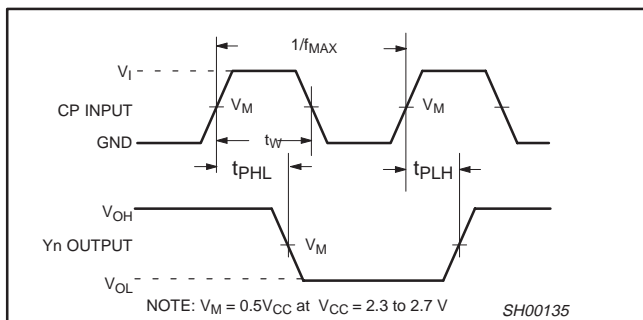 1/fMAX
VI
CP INPUT
VM
VM
GND
tW
tPHL
tPLH
VOH
Yn OUTPUT
VM
VOL
NOTE: VM = 0.5VCC at VCC = 2.3 to 2.7 V
SH00135